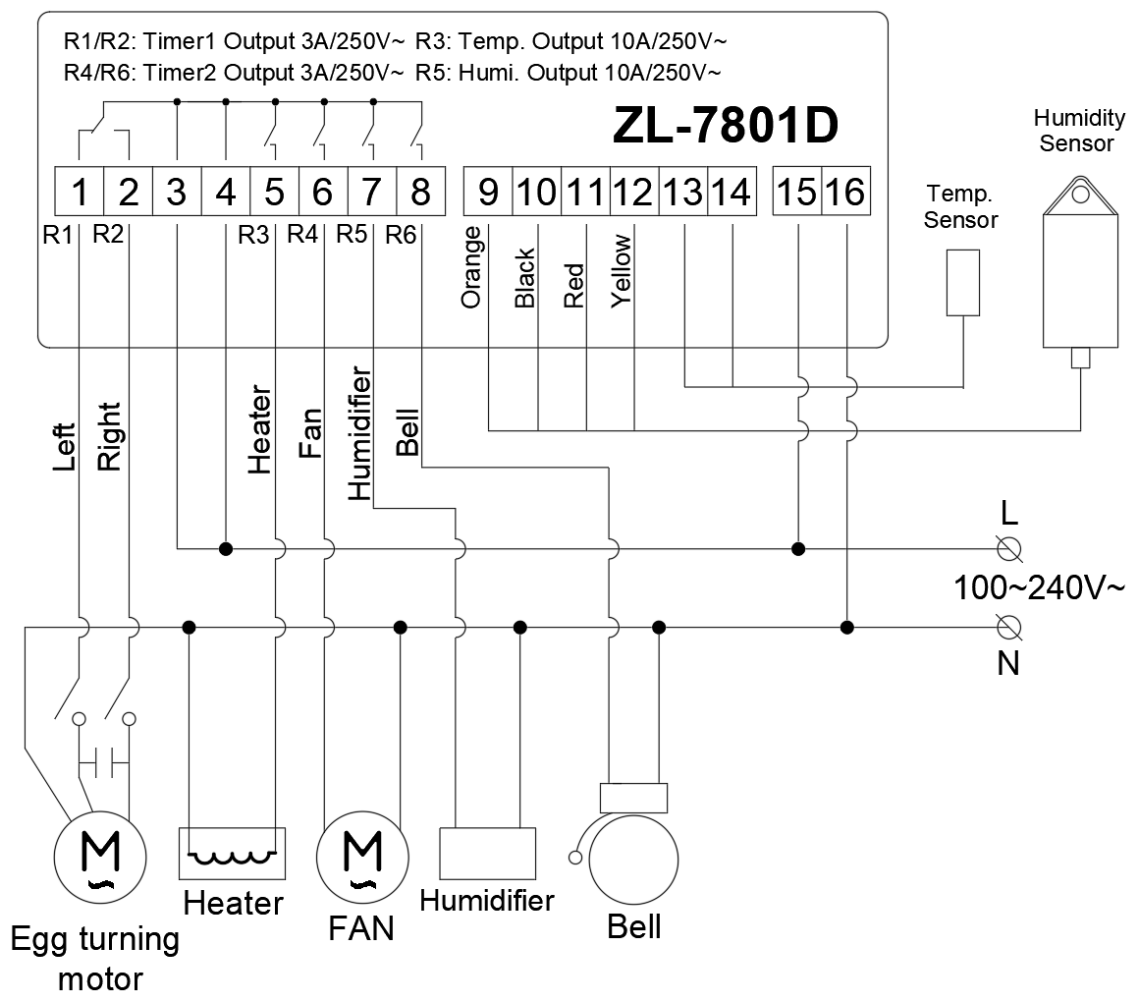 R1/R2: Timer1 Output 3A/250V~ R3: Temp. Output 10A/250V~
R4/R6: Timer2 Output 3A/250V~ R5: Humi. Output 10A/250V~
ZL-7801D
Humidity
Sensor
Temp.
Sensor
1 2 3 4 5 6 7 8 9 10 11 12 13 14 15 16
R1 R2 R3 R4 R5 R6
Orange
Black
Red
Yellow
Left
Right
Heater
Fan
Humidifier
Bell
L
100~240V~
N
M
~
M
~
Egg turning
motor
Heater
FAN
Humidifier
Bell